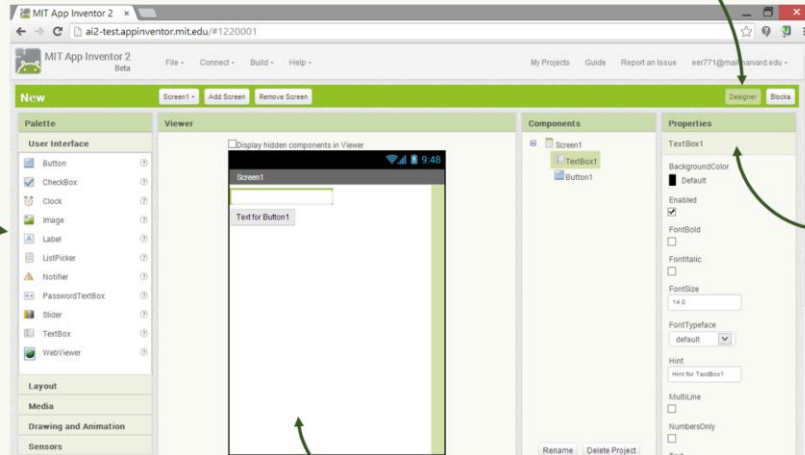 MIT App Inventor 2
ai2-test.appinventor.mit.edu/#1220001
MIT App Inventor 2
Beta
File
Connect
Build
Help
My Projects
Guide
Report an Issue
New
Screen1
Add Screen
Remove Screen
Designer
Blocks
Palette
User Interface
Button
CheckBox
Clock
Image
Label
ListPicker
Notifier
PasswordTextBox
Slider
TextBox
WebViewer
Layout
Media
Drawing and Animation
Sensors
Viewer
Display hidden components in Viewer
9:48
Screen1
Text for Button1
Components
Screen1
TextBox1
Button1
Rename
Delete Project
Properties
TextBox1
BackgroundColor
Default
Enabled
FontBold
FontItalic
FontSize
14.0
FontTypeface
default
Hint
Hint for TextBox1
MultiLine
NumbersOnly